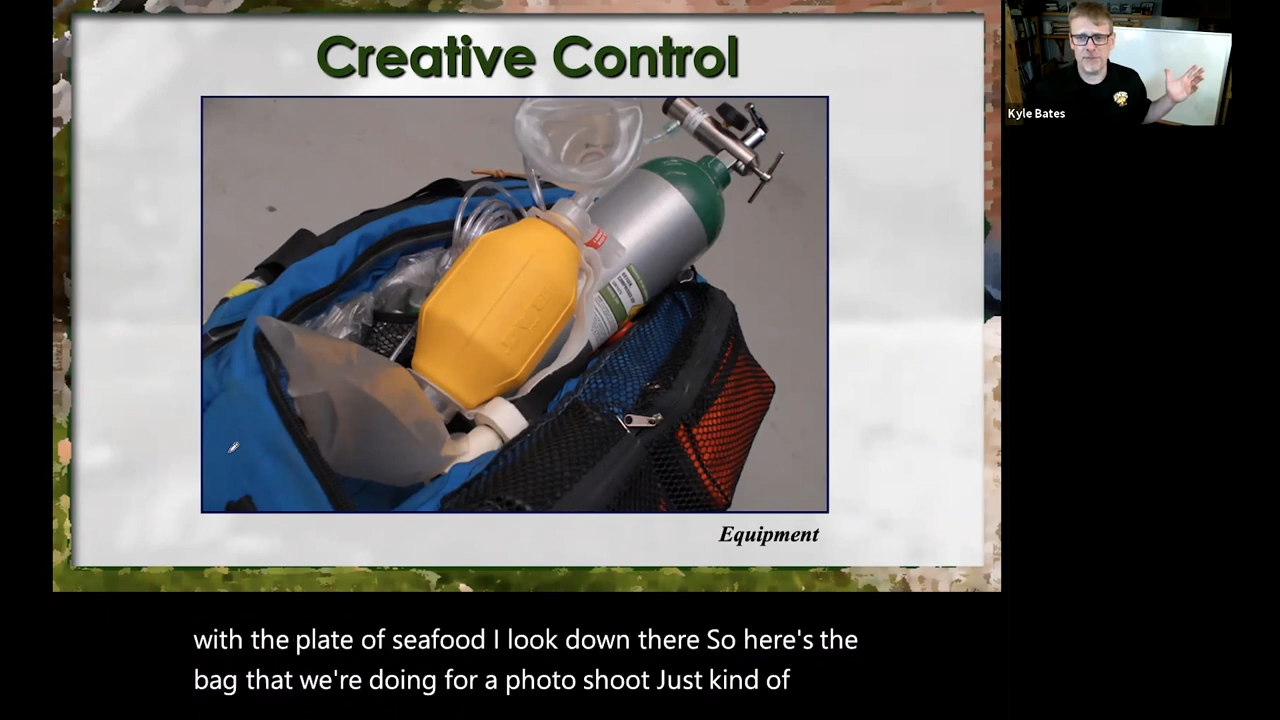 Creative Control
Kyle Bates
Equipment
with the plate of seafood I look down there So here's the
bag that we're doing for a photo shoot Just kind of